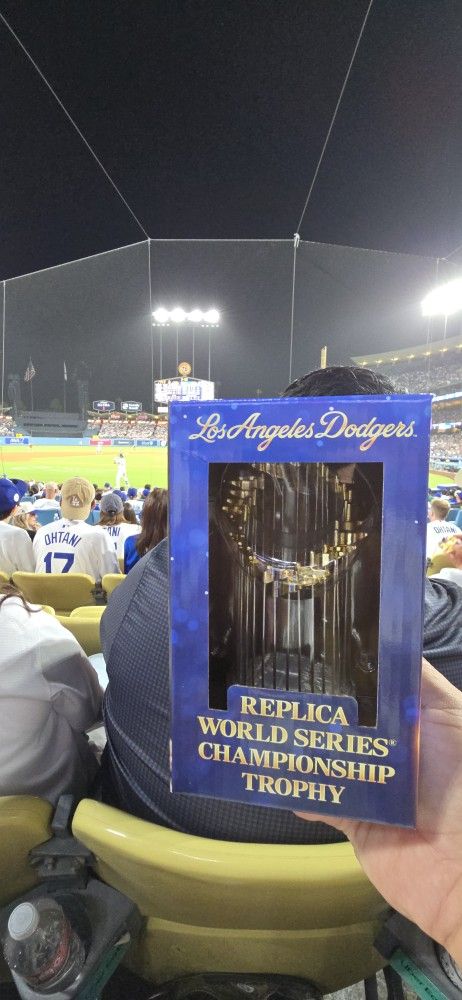 Los Angeles Dodgers
REPLICA
WORLD SERIES®
CHAMPIONSHIP
TROPHY
OHTANI
17